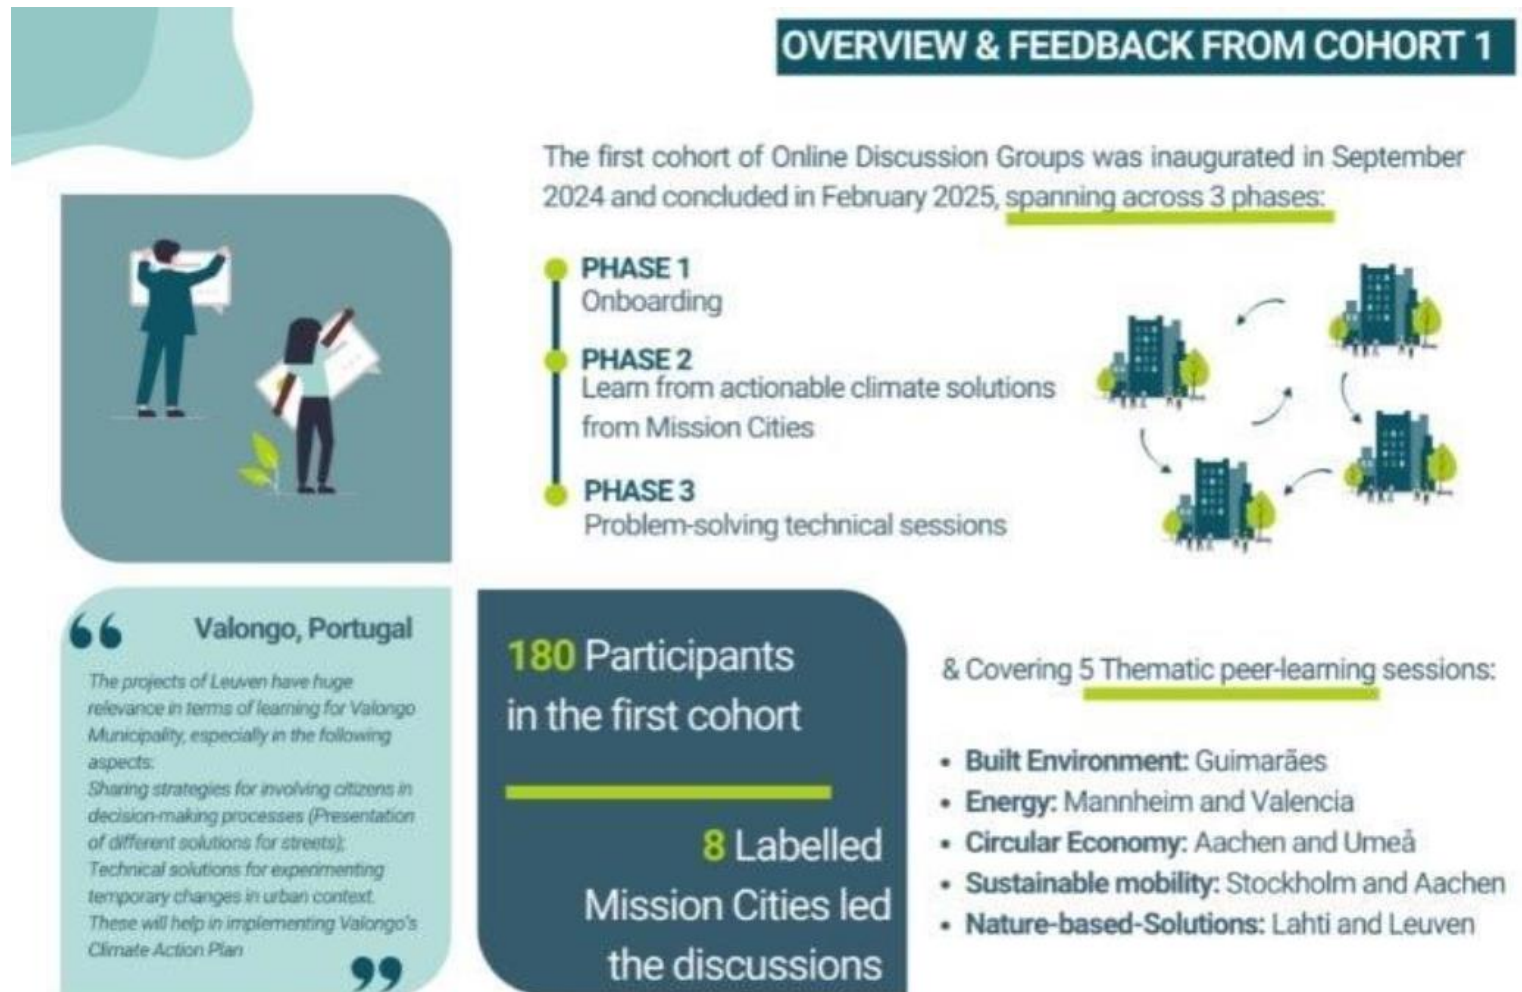 OVERVIEW & FEEDBACK FROM COHORT 1
The first cohort of Online Discussion Groups was inaugurated in September
2024 and concluded in February 2025, spanning across 3 phases:
PHASE 1
Onboarding
PHASE 2
Learn from actionable climate solutions
from Mission Cities
PHASE 3
Problem-solving technical sessions
“ Valongo, Portugal
The projects of Leuven have huge
relevance in terms of learning for Valongo
Municipality, especially in the following
aspects:
Sharing strategies for involving citizens in
decision-making processes (Presentation
of different solutions for streets);
Technical solutions for experimenting
temporary changes in urban context.
These will help in implementing Valongo's
Climate Action Plan
”
180 Participants
in the first cohort
8 Labelled
Mission Cities led
the discussions
& Covering 5 Thematic peer-learning sessions:
• Built Environment: Guimarães
• Energy: Mannheim and Valencia
• Circular Economy: Aachen and Umeå
• Sustainable mobility: Stockholm and Aachen
• Nature-based-Solutions: Lahti and Leuven